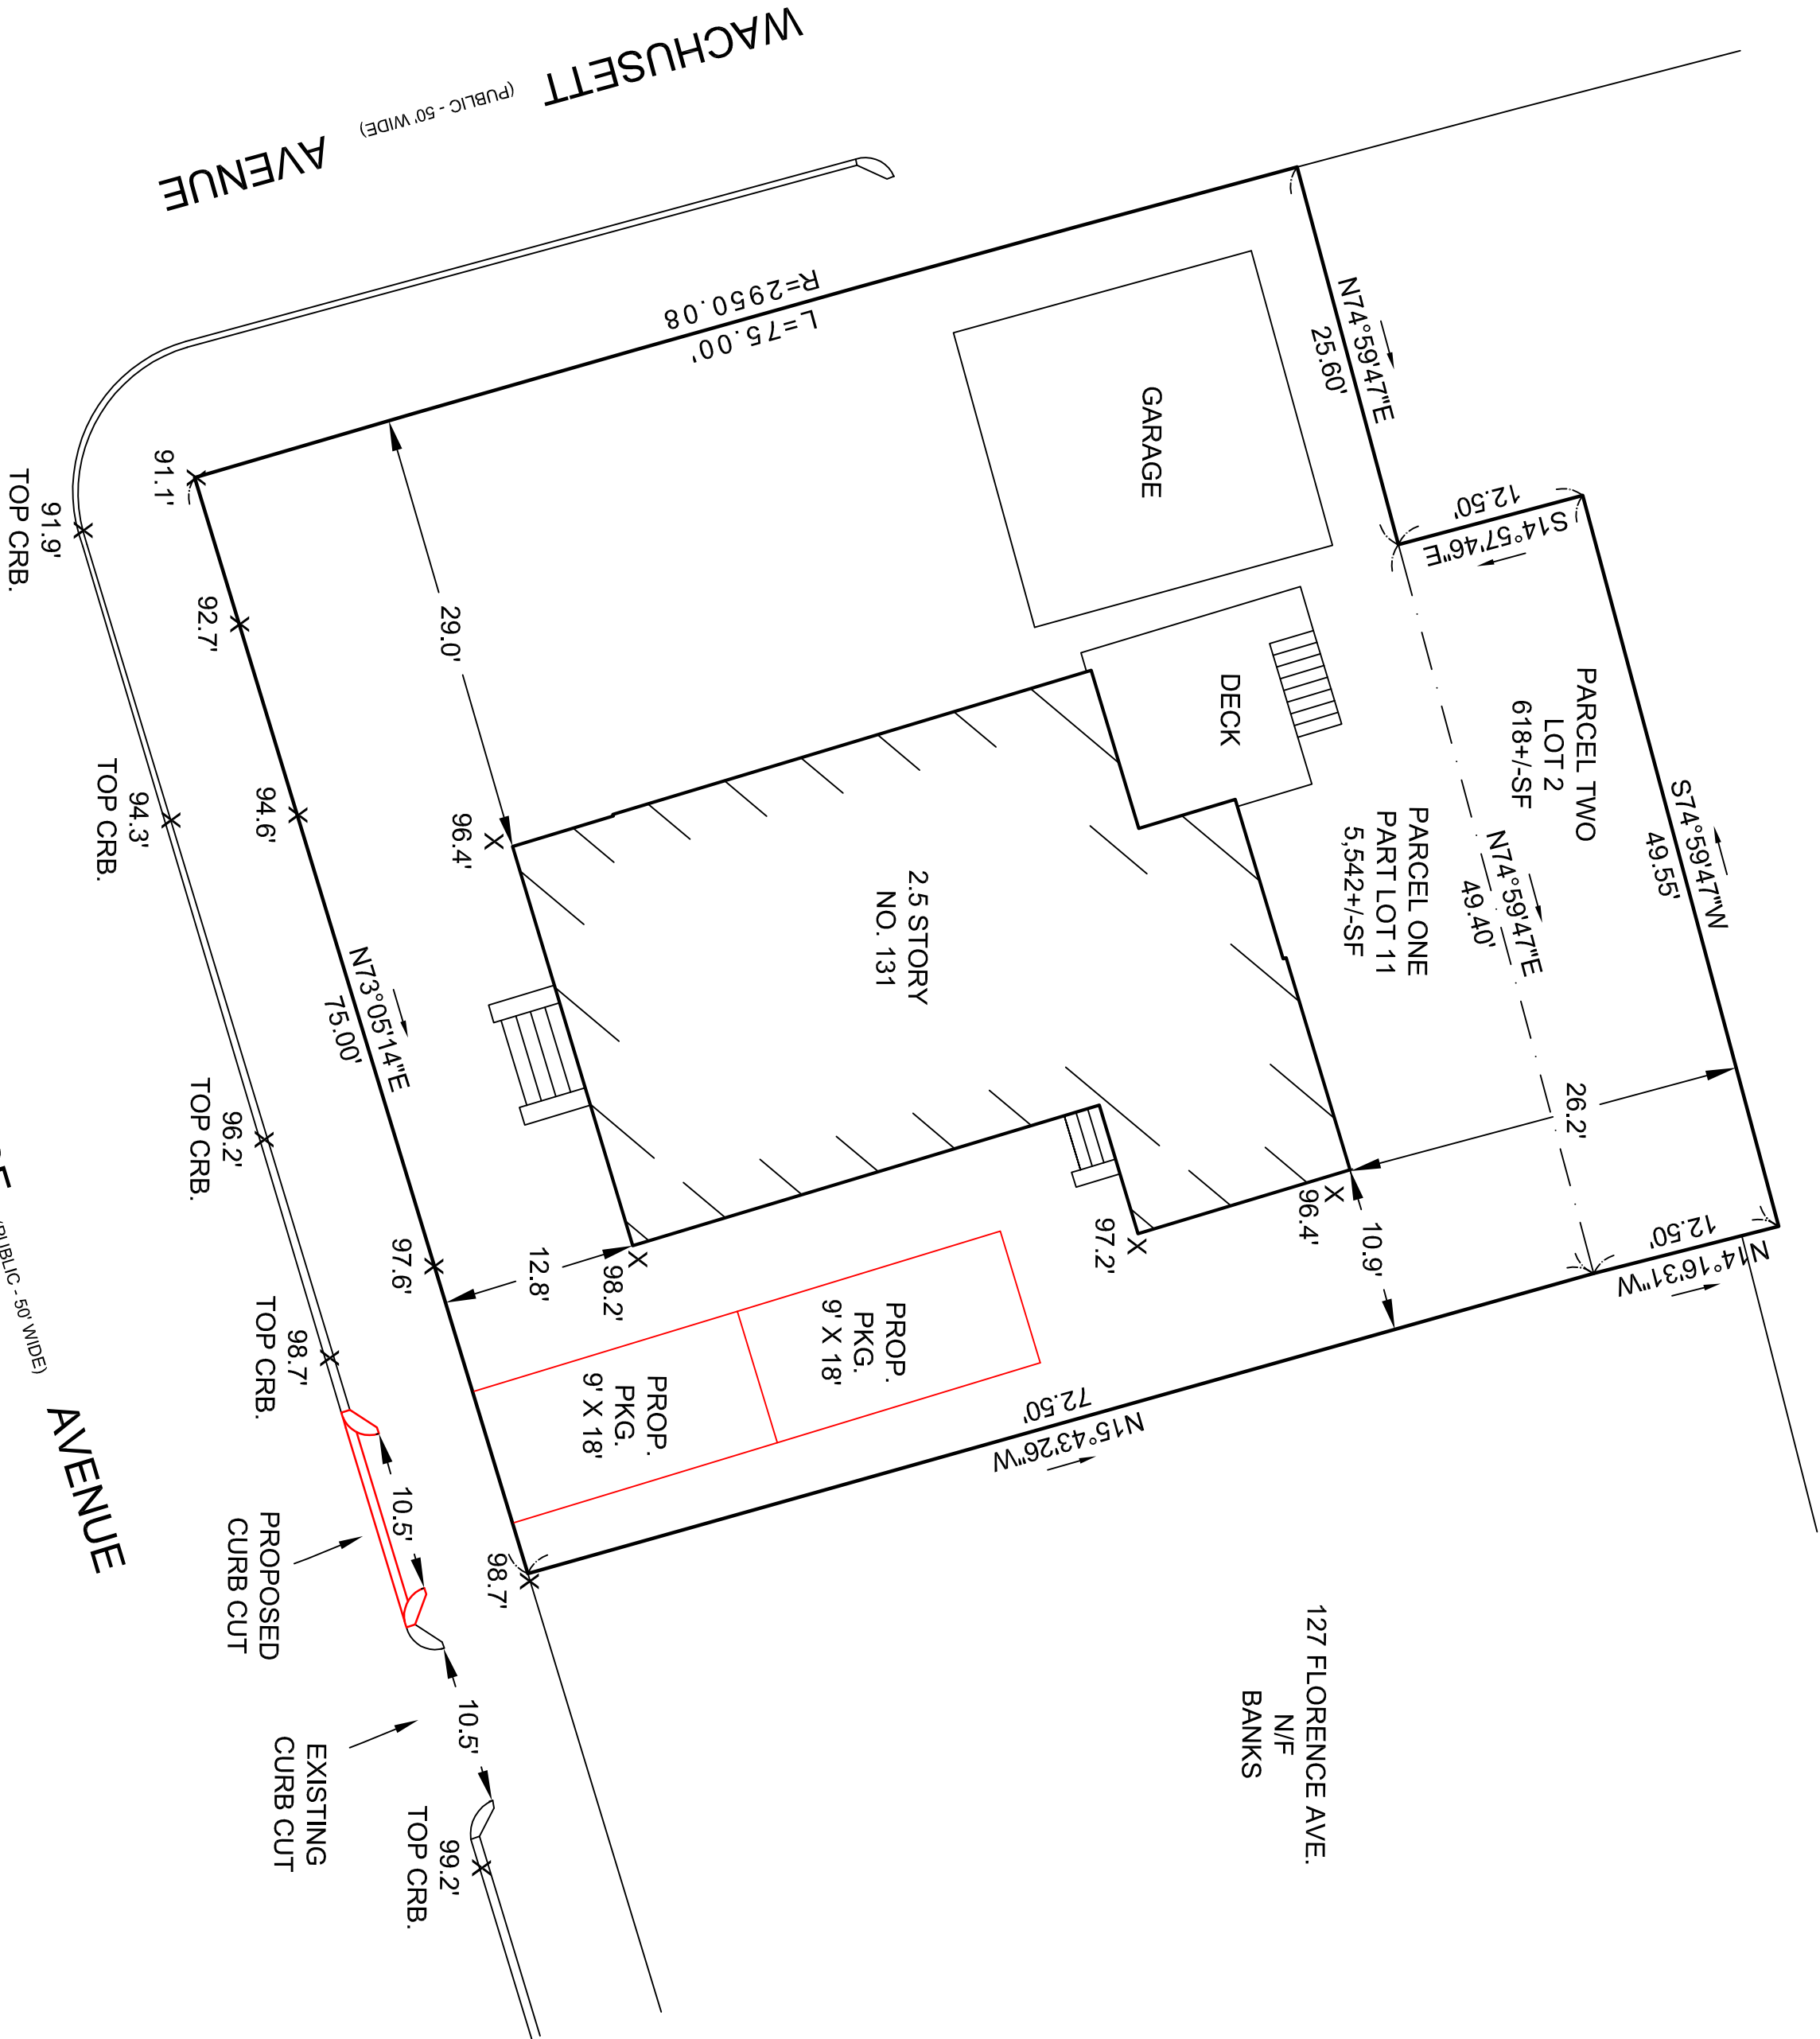 WACHUSETT
(PUBLIC - 50' WIDE)
AVENUE
R=2950.08
L=75.00'
N74°59'47"E
25.60'
12.50'
S14°57'46"E
S74°59'47"W
49.55'
PARCEL TWO
LOT 2
618+/-SF
N74°59'47"E
49.40'
PARCEL ONE
PART LOT 11
5,542+/-SF
GARAGE
DECK
2.5 STORY
NO. 131
29.0'
26.2'
12.50'
N14°16'31"W
10.9'
96.4'
97.2'
98.2'
96.4'
12.8'
PROP.
PKG.
9' X 18'
PROP.
PKG.
9' X 18'
72.50'
N15°43'26"W
91.1'
92.7'
94.6'
N73°05'14"E
75.00'
97.6'
98.7'
91.9'
TOP CRB.
94.3'
TOP CRB.
96.2'
TOP CRB.
98.7'
TOP CRB.
10.5'
PROPOSED
CURB CUT
10.5'
EXISTING
CURB CUT
99.2'
TOP CRB.
127 FLORENCE AVE.
N/F
BANKS
(PUBLIC - 50' WIDE)
AVENUE